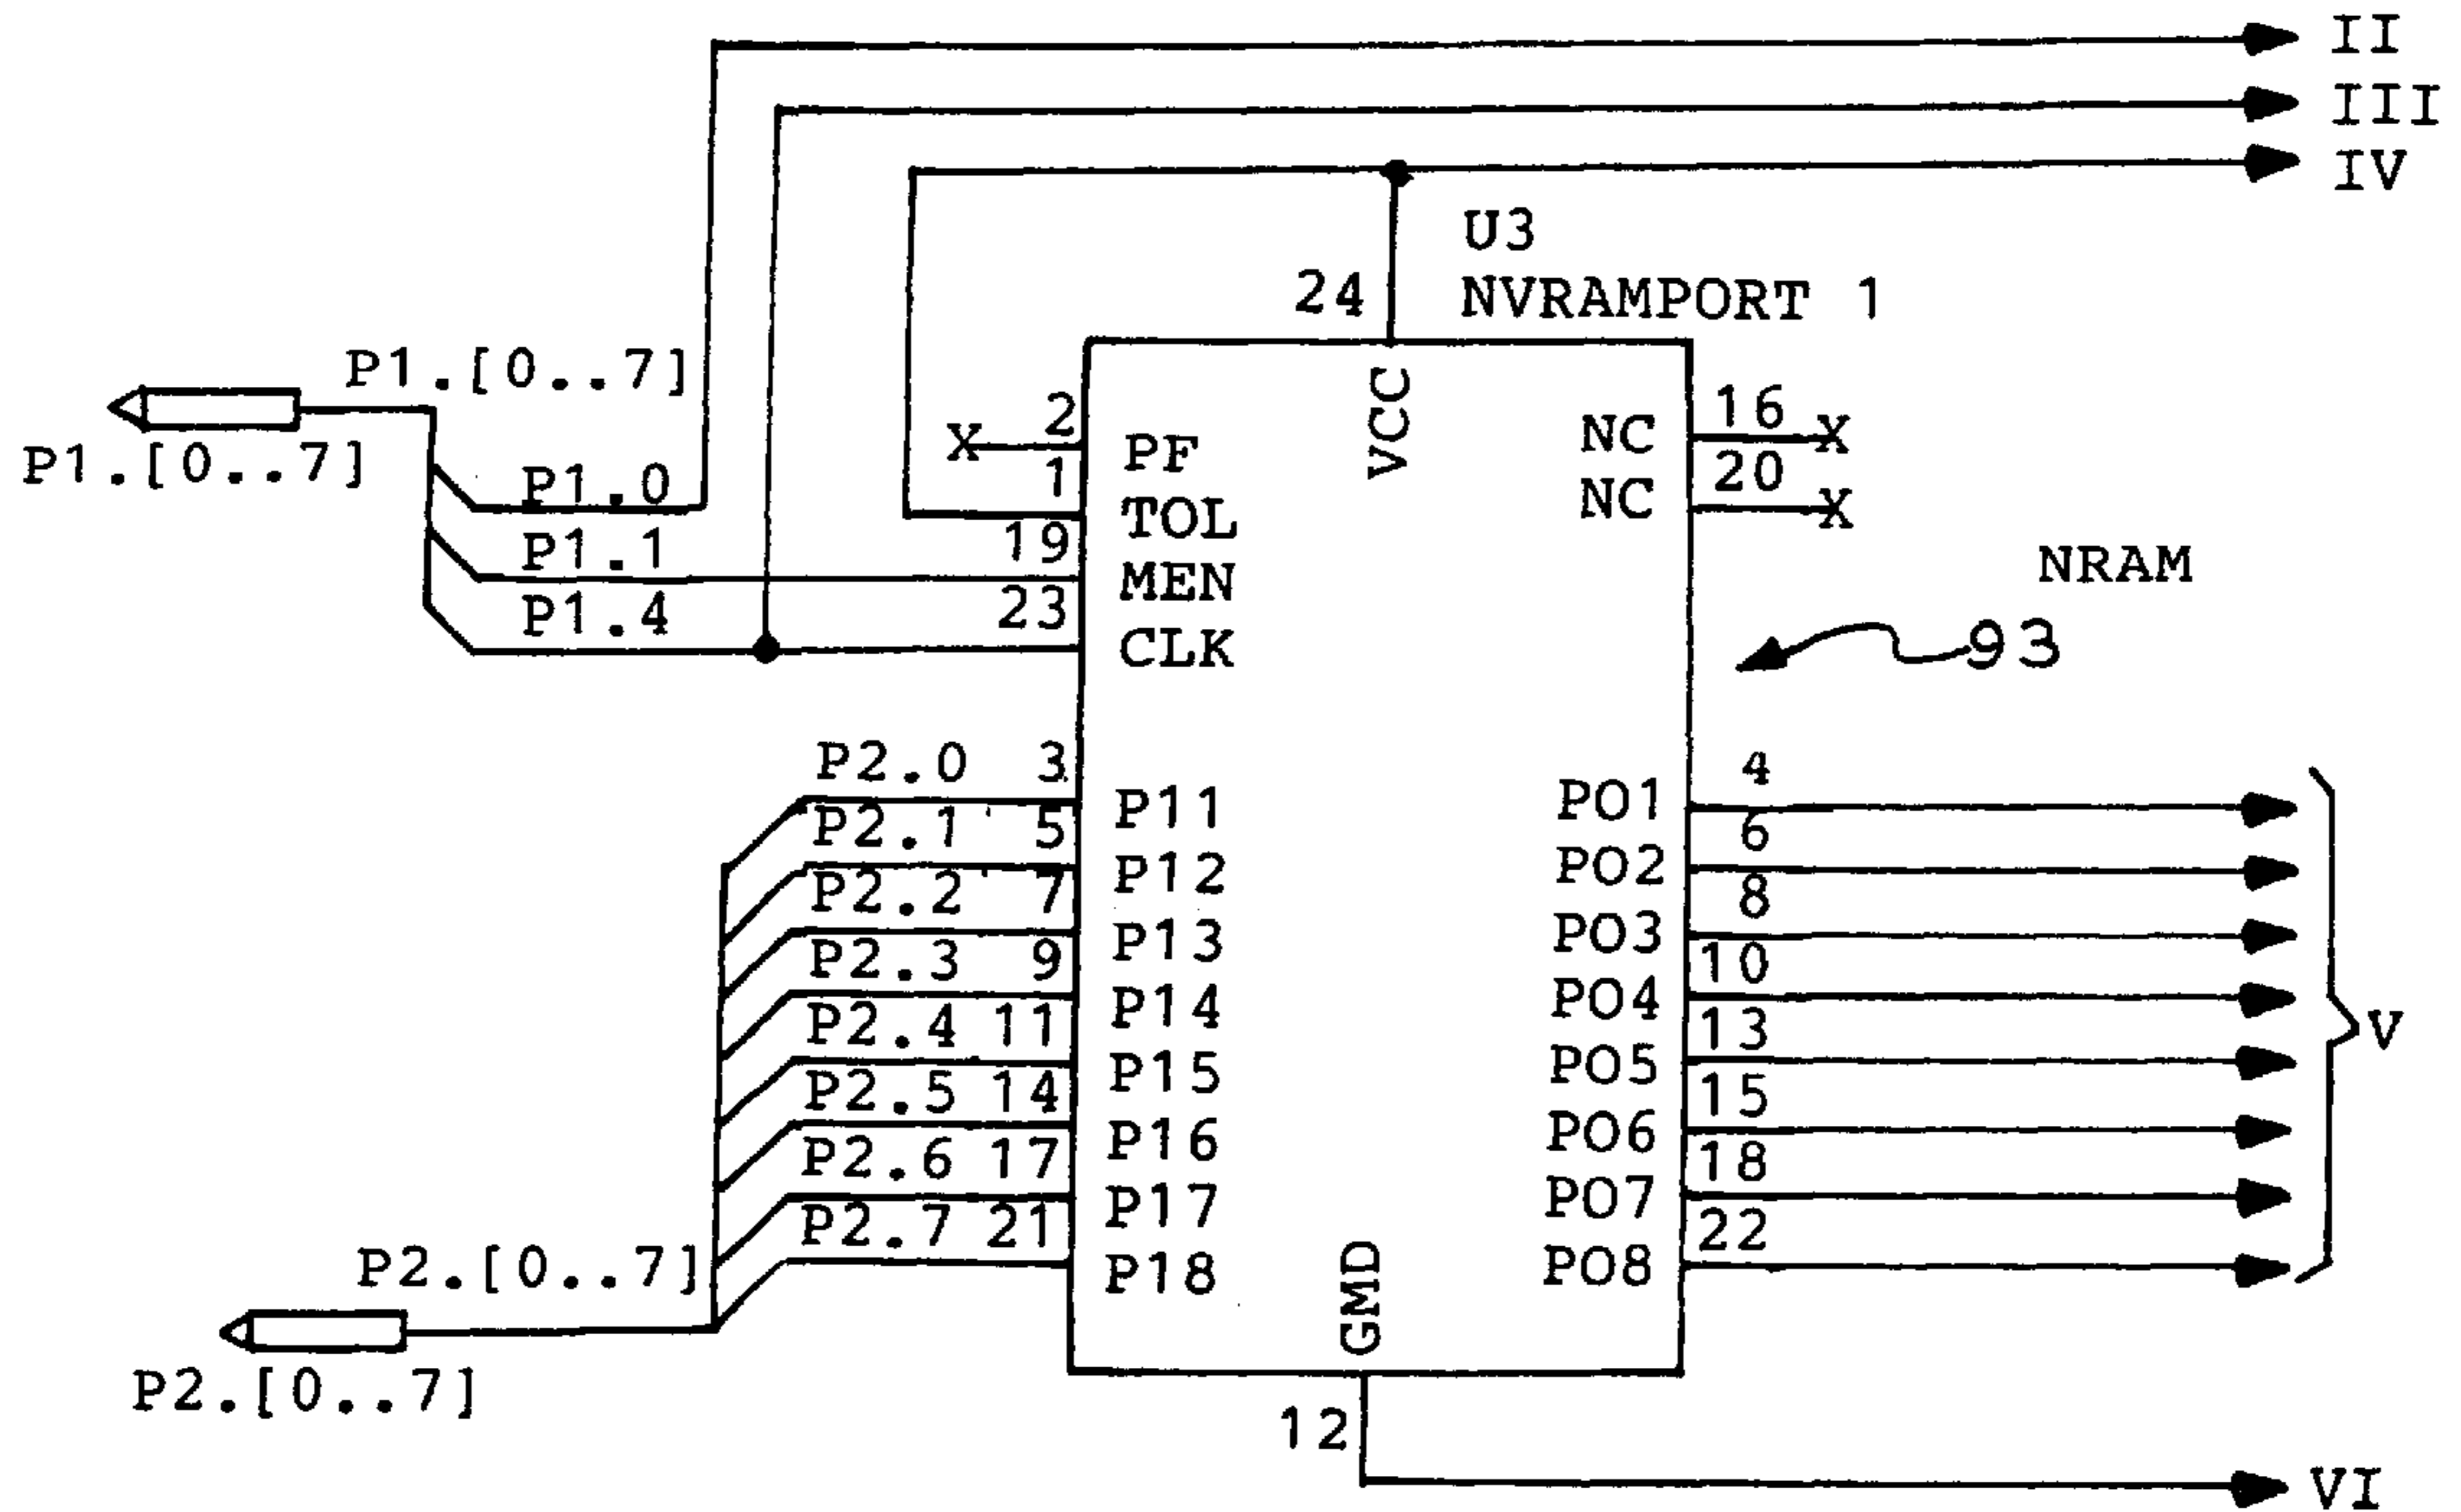 II
III
IV
U3
24 NVRAMPORT 1
P1.[0..7]
P1.[0..7]
P1.0
P1.1
P1.4
X 2 PF
1 TOL
19 MEN
23 CLK
VCC
NC 16 X
NC 20 X
NRAM
93
P2.0 3 P11
P2.1 5 P12
P2.2 7 P13
P2.3 9 P14
P2.4 11 P15
P2.5 14 P16
P2.6 17 P17
P2.7 21 P18
PO1 4
PO2 6
PO3 8
PO4 10
PO5 13
PO6 15
PO7 18
PO8 22
V
P2.[0..7]
P2.[0..7]
GMD
12
VI